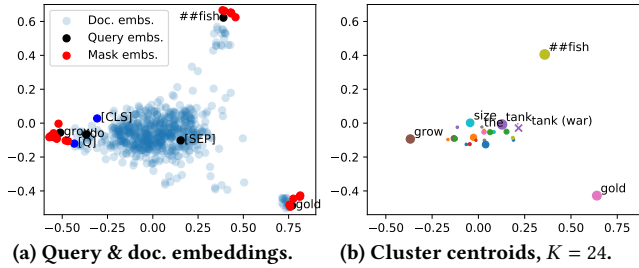 0.6
0.4
0.2
0.0
−0.2
−0.4
Doc. embs.
Query embs.
Mask embs.
##fish
[CLS]
grow
do
[Q]
[SEP]
gold
−0.50
−0.25
0.00
0.25
0.50
0.75
(a) Query & doc. embeddings.
0.6
0.4
0.2
0.0
−0.2
−0.4
##fish
size
the
tank
tank (war)
grow
gold
−0.50
−0.25
0.00
0.25
0.50
0.75
(b) Cluster centroids, K = 24.